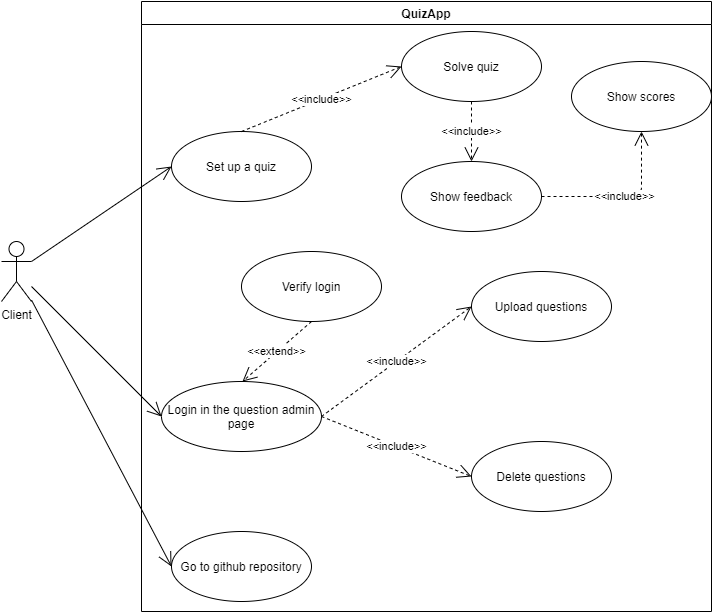 QuizApp
Solve quiz
Show scores
<<include>>
<<include>>
Set up a quiz
Show feedback
<<include>>
Client
Verify login
Upload questions
<<extend>>
<<include>>
Login in the question admin
page
<<include>>
Delete questions
Go to github repository